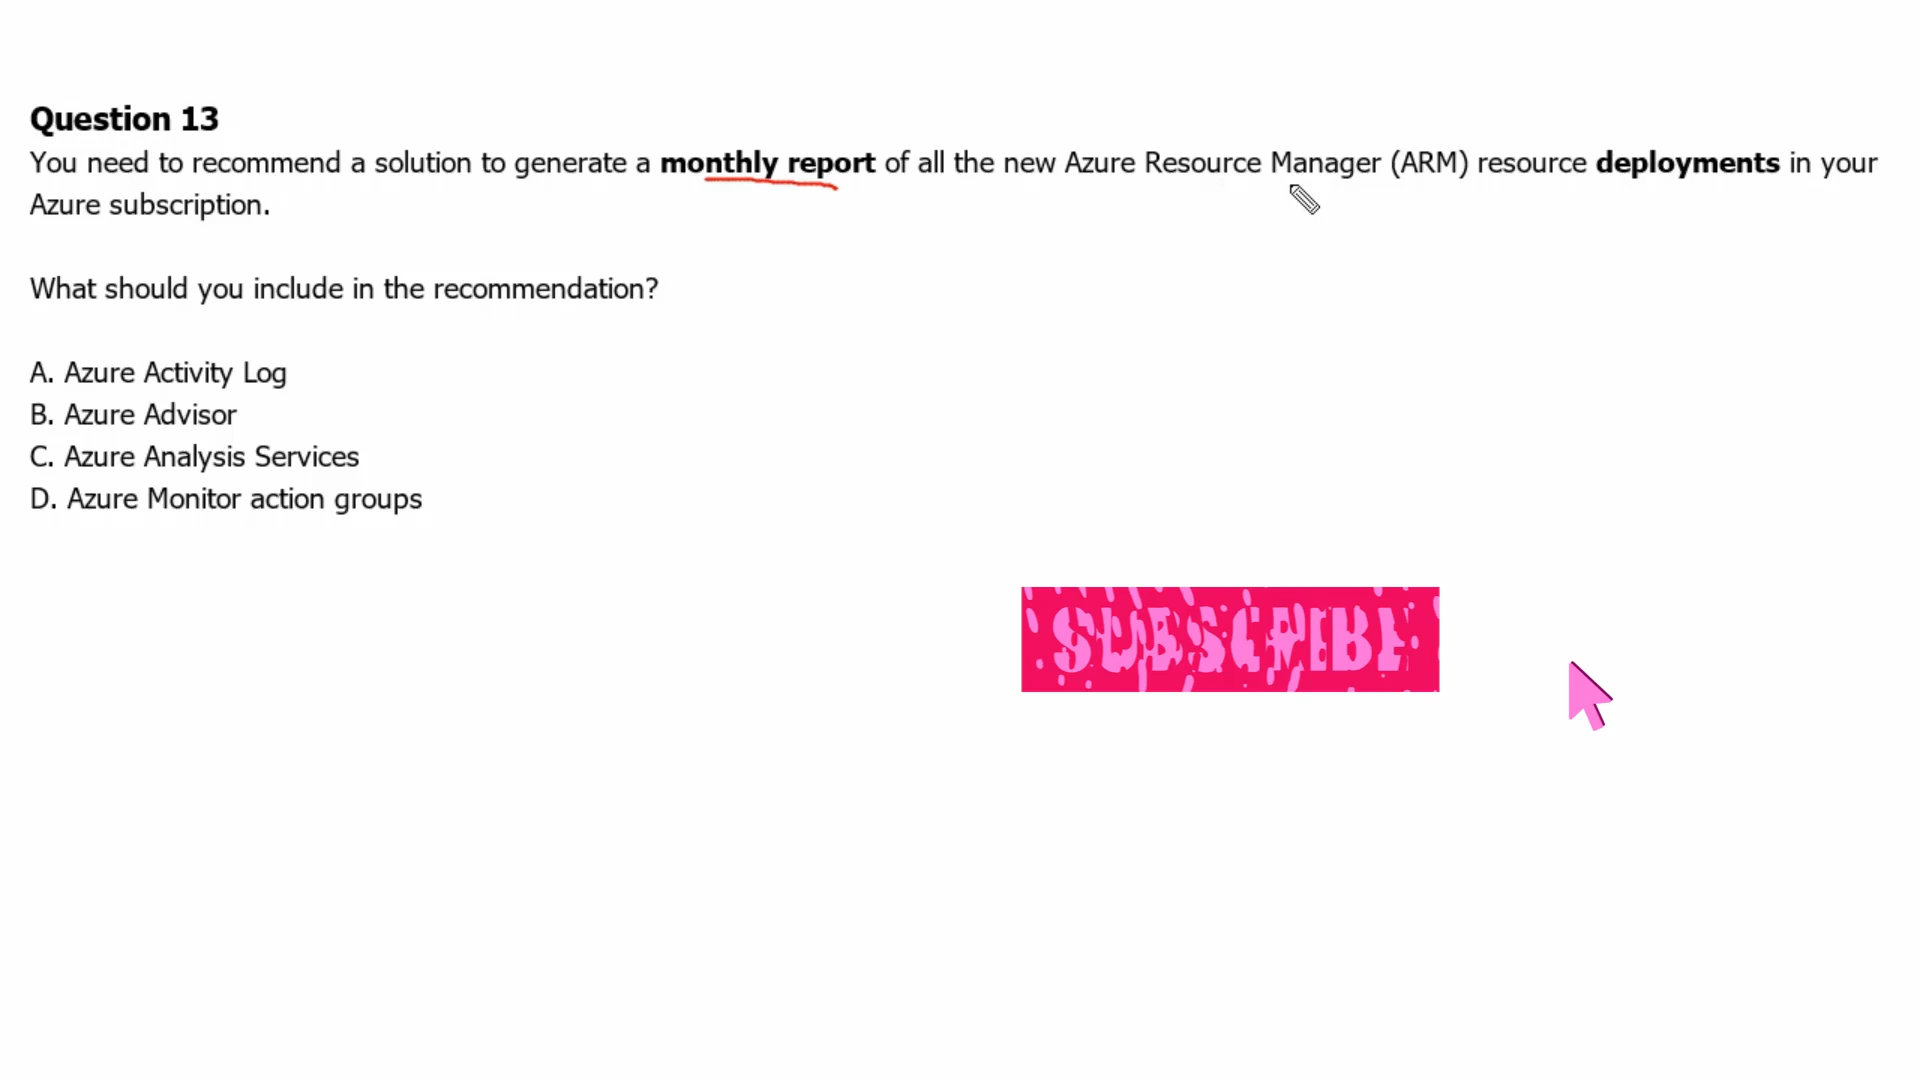 Question 13
You need to recommend a solution to generate a monthly report of all the new Azure Resource Manager (ARM) resource deployments in your
Azure subscription.
What should you include in the recommendation?
A. Azure Activity Log
B. Azure Advisor
C. Azure Analysis Services
D. Azure Monitor action groups
SUBSCRIBE